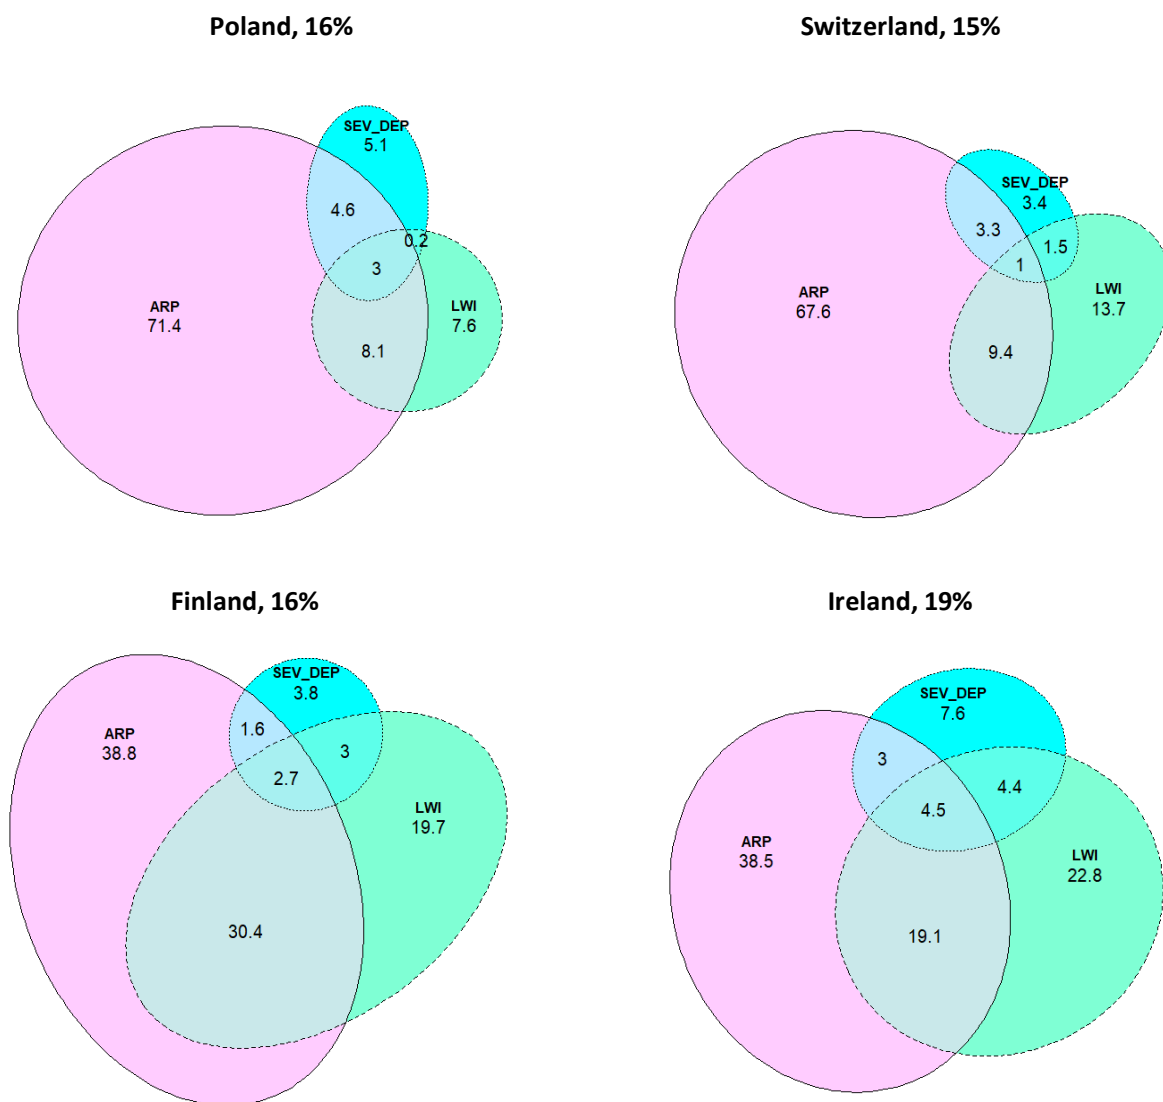 Poland, 16%
SEV_DEP
5.1
4.6
0.2
3
ARP
71.4
LWI
7.6
8.1
Switzerland, 15%
SEV_DEP
3.4
3.3
1.5
1
ARP
67.6
LWI
13.7
9.4
Finland, 16%
SEV_DEP
3.8
1.6
ARP
38.8
3
2.7
LWI
19.7
30.4
Ireland, 19%
SEV_DEP
7.6
3
4.4
4.5
ARP
38.5
LWI
22.8
19.1